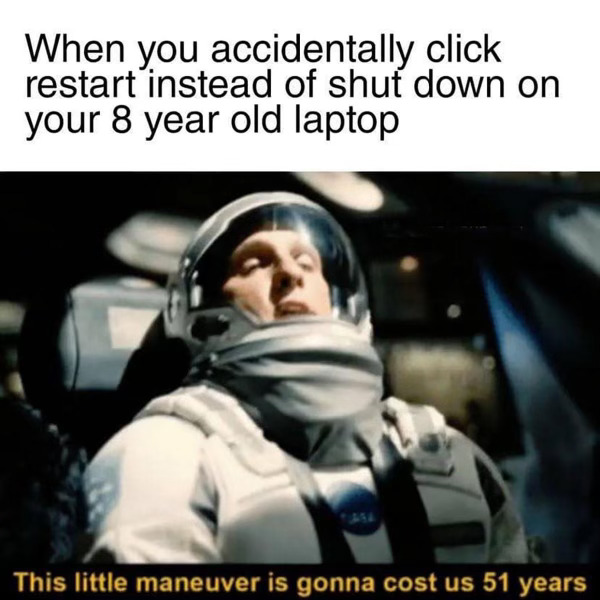 When you accidentally click
restart instead of shut down on
your 8 year old laptop
NASA
This little maneuver is gonna cost us 51 years